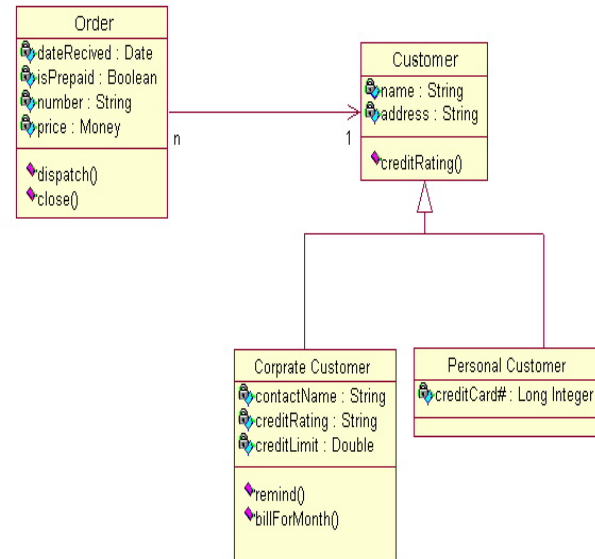 Order
dateRecived : Date
isPrepaid : Boolean
number : String
price : Money
dispatch()
close()
n
1
Customer
name : String
address : String
creditRating()
Corprate Customer
contactName : String
creditRating : String
creditLimit : Double
remind()
billForMonth()
Personal Customer
creditCard# : Long Integer